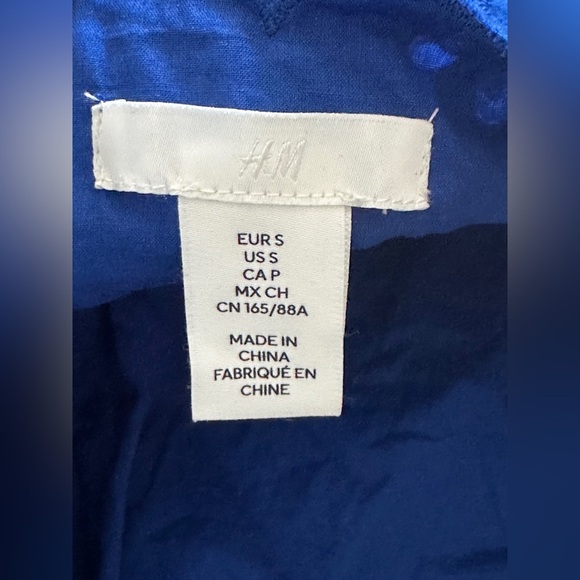 H&M
EUR S
US S
CA P
MX CH
CN 165/88A
MADE IN
CHINA
FABRIQUÉ EN
CHINE